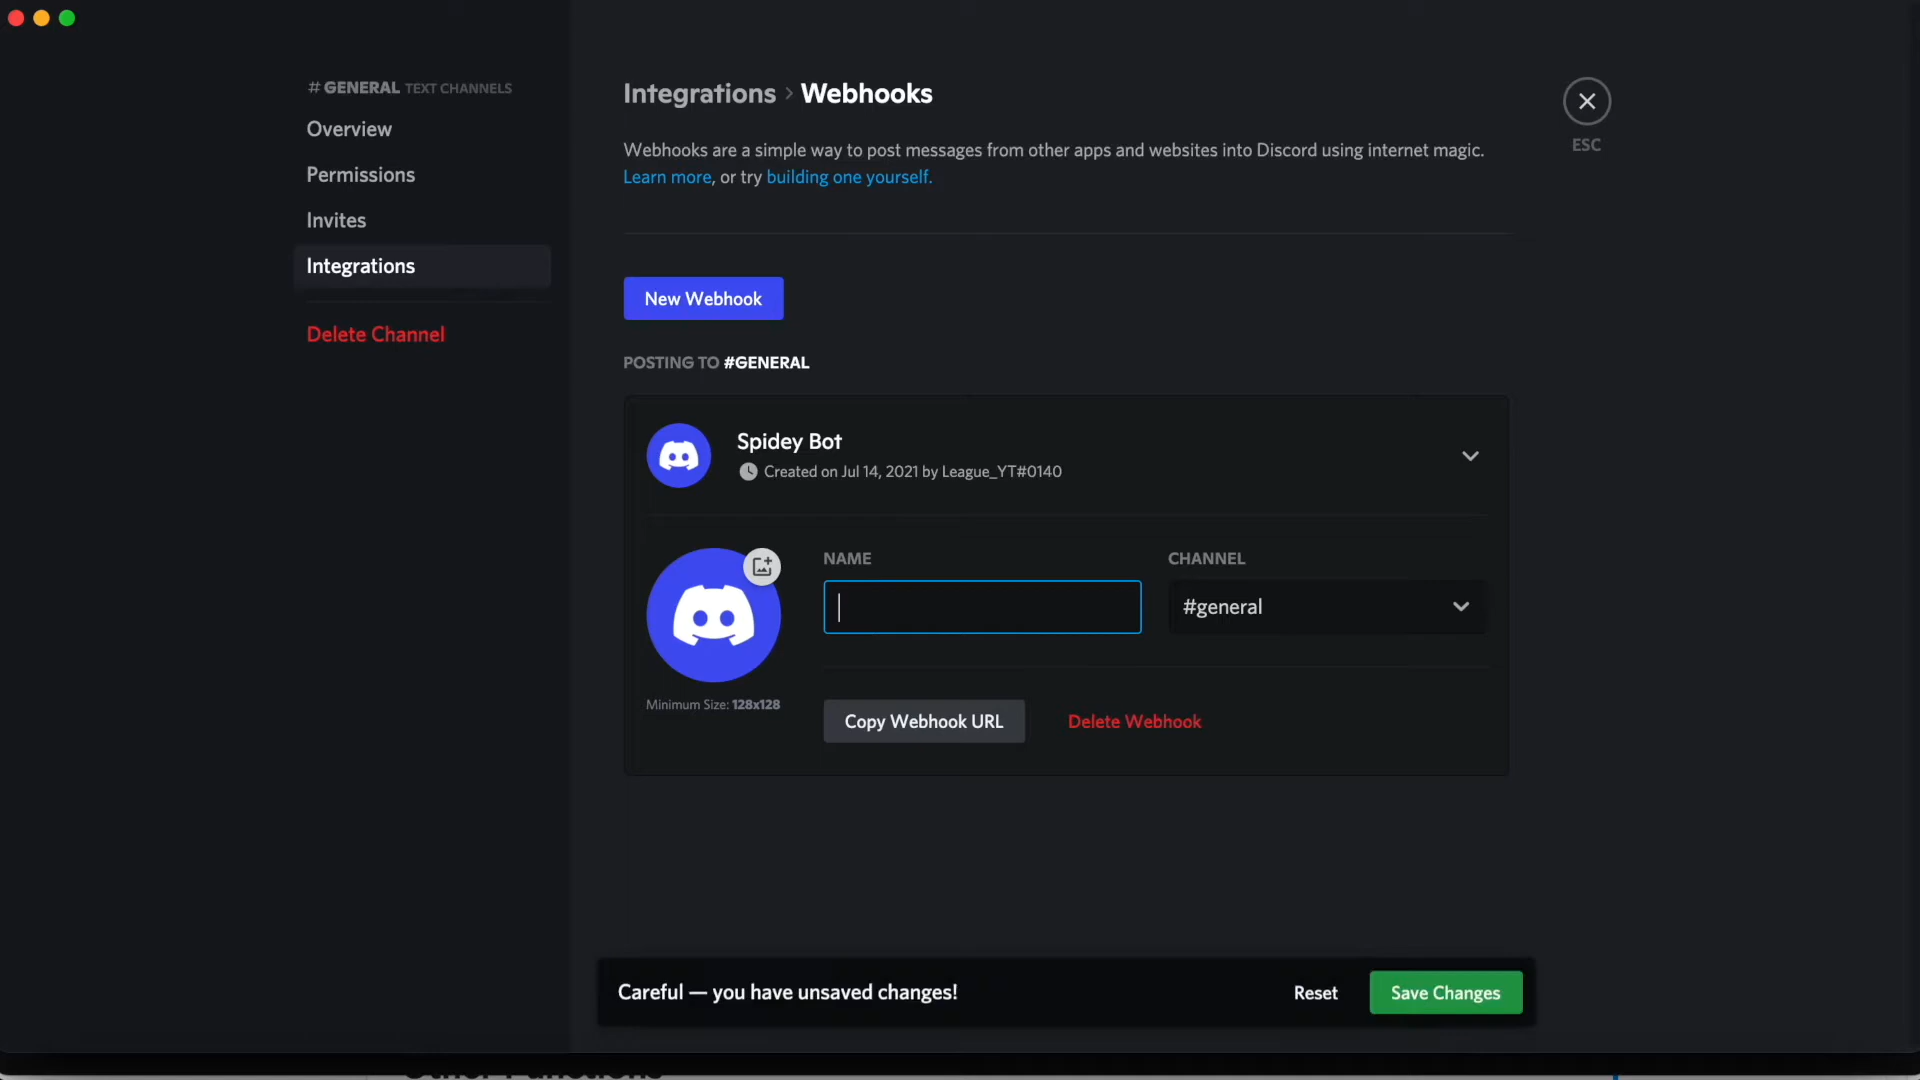 # GENERAL TEXT CHANNELS
Overview
Permissions
Invites
Integrations
Delete Channel
Integrations > Webhooks
Webhooks are a simple way to post messages from other apps and websites into Discord using internet magic.
Learn more, or try building one yourself.
ESC
New Webhook
POSTING TO #GENERAL
Spidey Bot
Created on Jul 14, 2021 by League_YT#0140
NAME
CHANNEL
#general
Minimum Size: 128x128
Copy Webhook URL
Delete Webhook
Careful — you have unsaved changes!
Reset
Save Changes